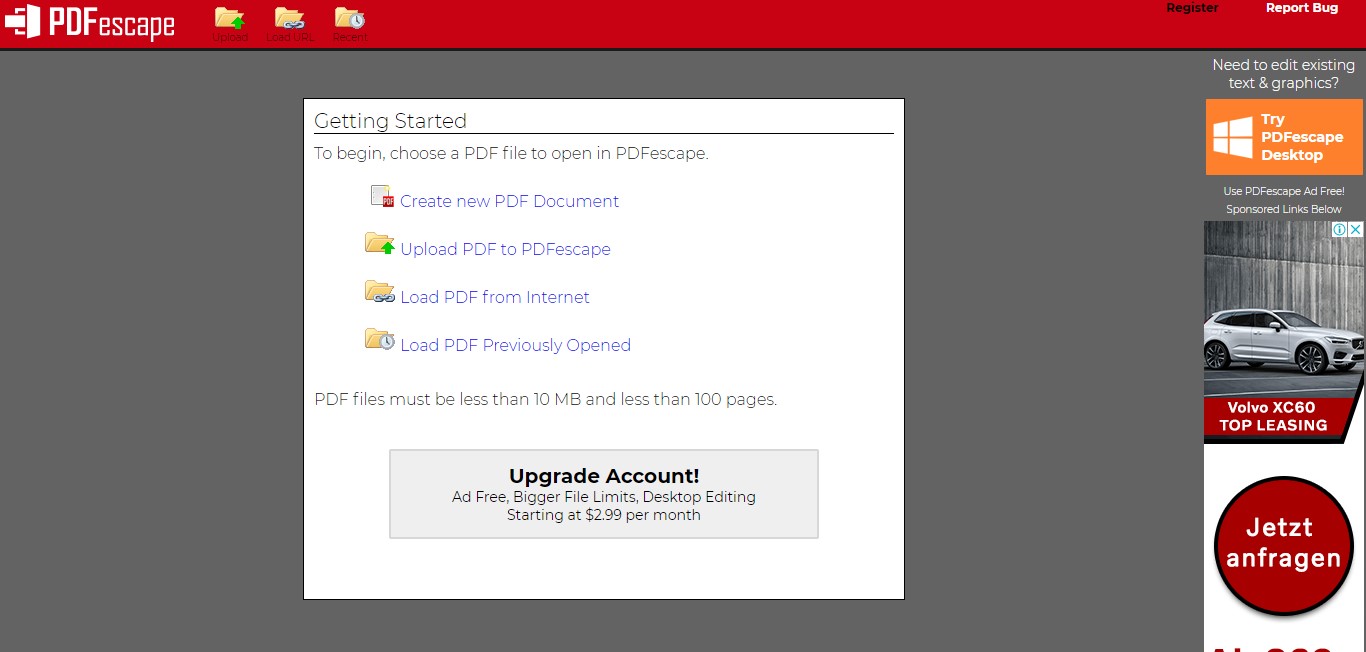 PDFescape
Upload
Load URL
Recent
Register
Report Bug
Getting Started
To begin, choose a PDF file to open in PDFescape.
PDF
Create new PDF Document
Upload PDF to PDFescape
Load PDF from Internet
Load PDF Previously Opened
PDF files must be less than 10 MB and less than 100 pages.
Upgrade Account!
Ad Free, Bigger File Limits, Desktop Editing
Starting at $2.99 per month
Need to edit existing
text & graphics?
Try
PDFescape
Desktop
Use PDFescape Ad Free!
Sponsored Links Below
Volvo XC60
TOP LEASING
Jetzt
anfragen